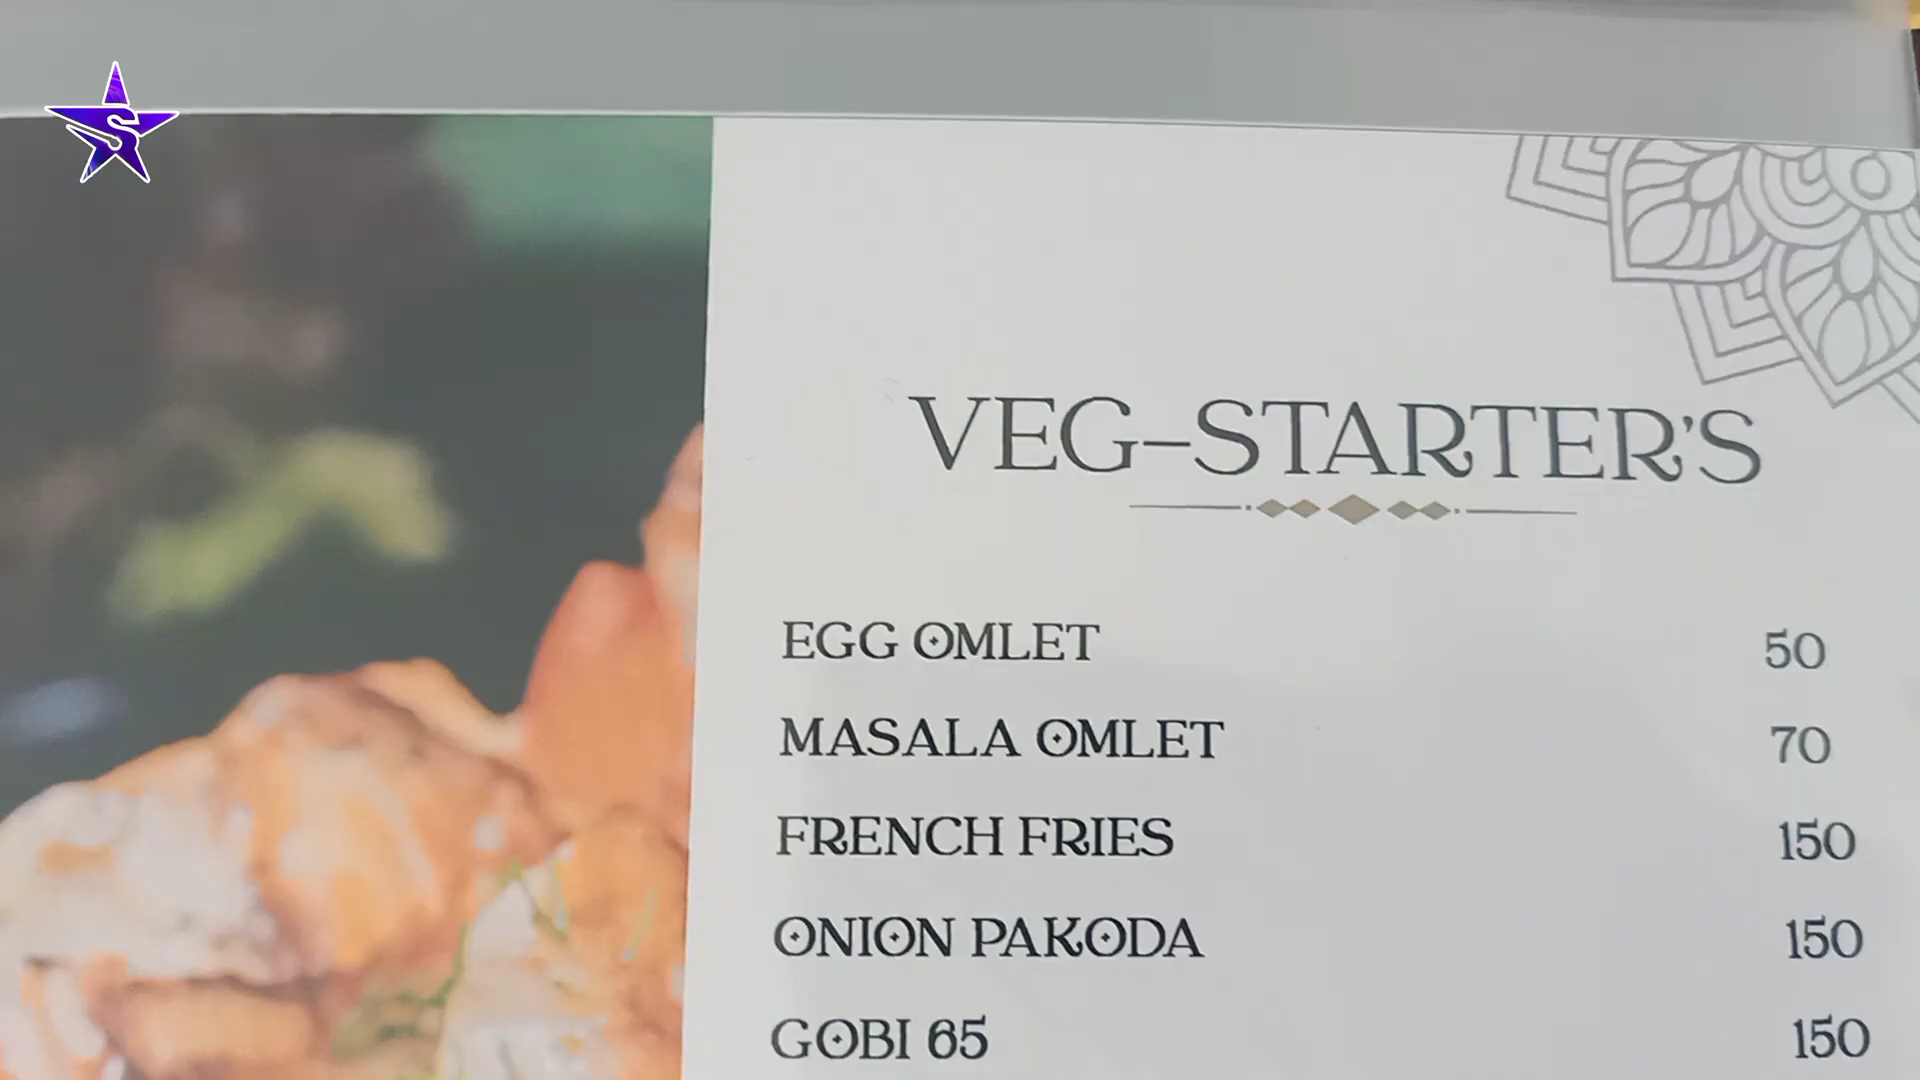 S
VEG-STARTER'S
EGG OMLET 50
MASALA OMLET 70
FRENCH FRIES 150
ONION PAKODA 150
GOBI 65 150